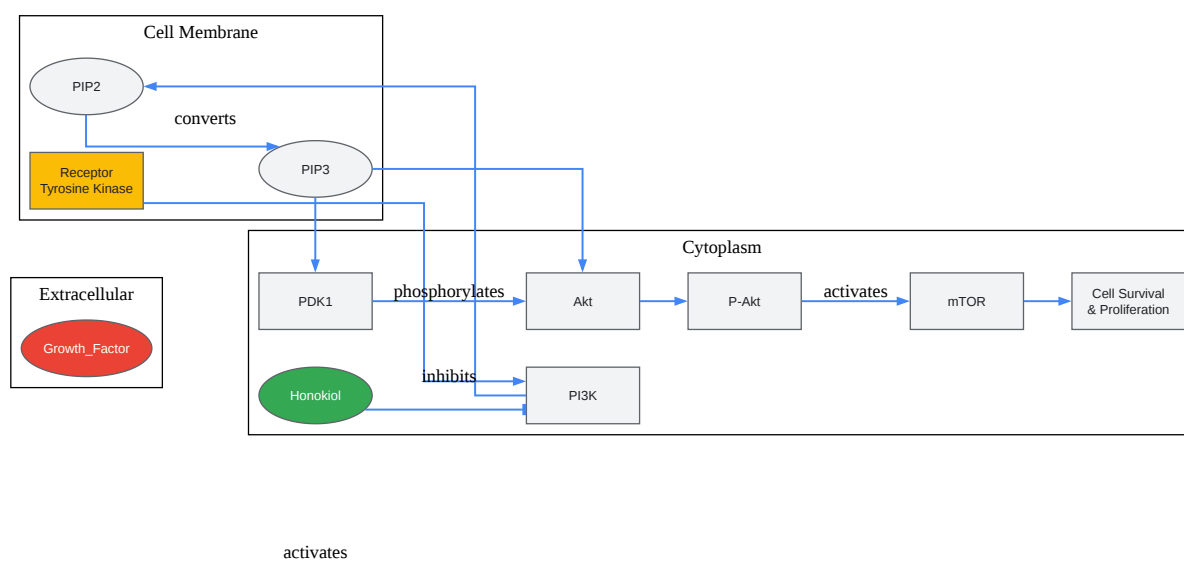 Cell Membrane
PIP2
converts
Receptor
Tyrosine Kinase
PIP3
Cytoplasm
Extracellular
Growth_Factor
PDK1
phosphorylates
Akt
P-Akt
activates
mTOR
Cell Survival
& Proliferation
Honokiol
inhibits
PI3K
activates